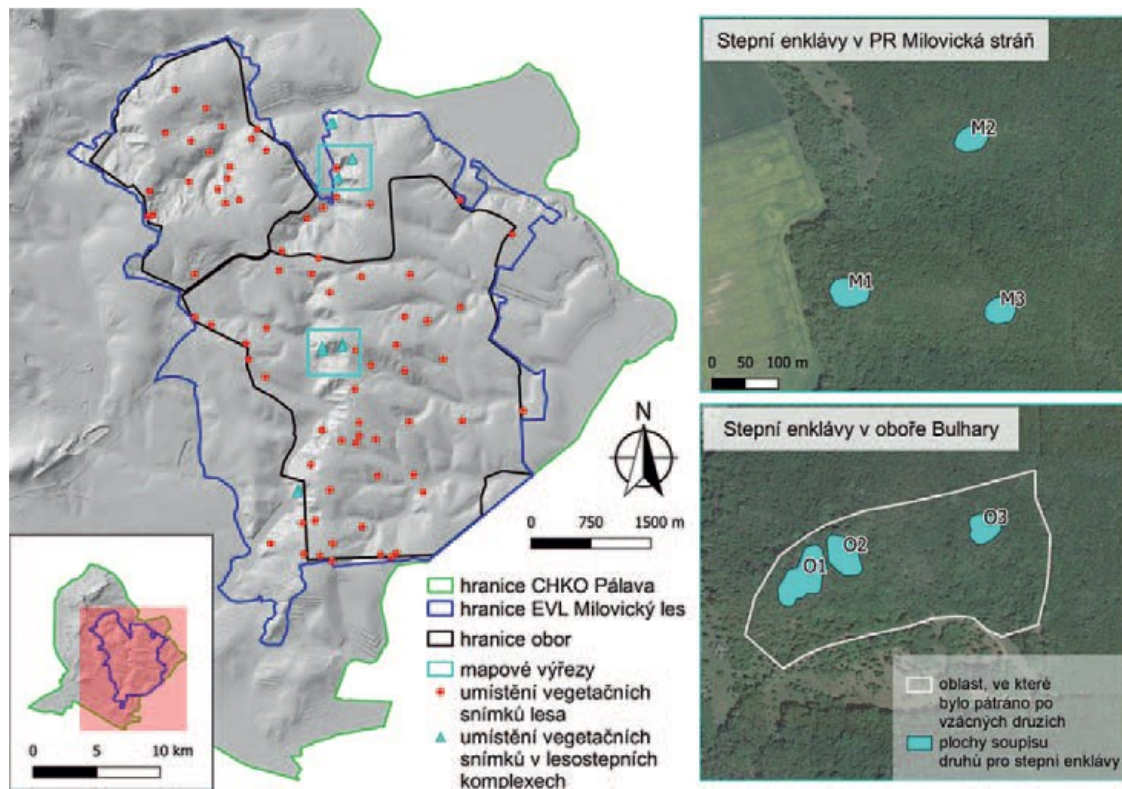 N
0 750 1500 m
hranice CHKO Pálava
hranice EVL Milovický les
hranice obor
mapové výřezy
umístění vegetačních
snímků lesa
umístění vegetačních
snímků v lesostepních
komplexech
0 5 10 km
Stepní enklávy v PR Milovická stráň
M2
M1
M3
0 50 100 m
Stepní enklávy v oboře Bulhary
O3
O2
O1
oblast, ve které
bylo pátráno po
vzácných druzích
plochy soupisu
druhů pro stepní enklávy